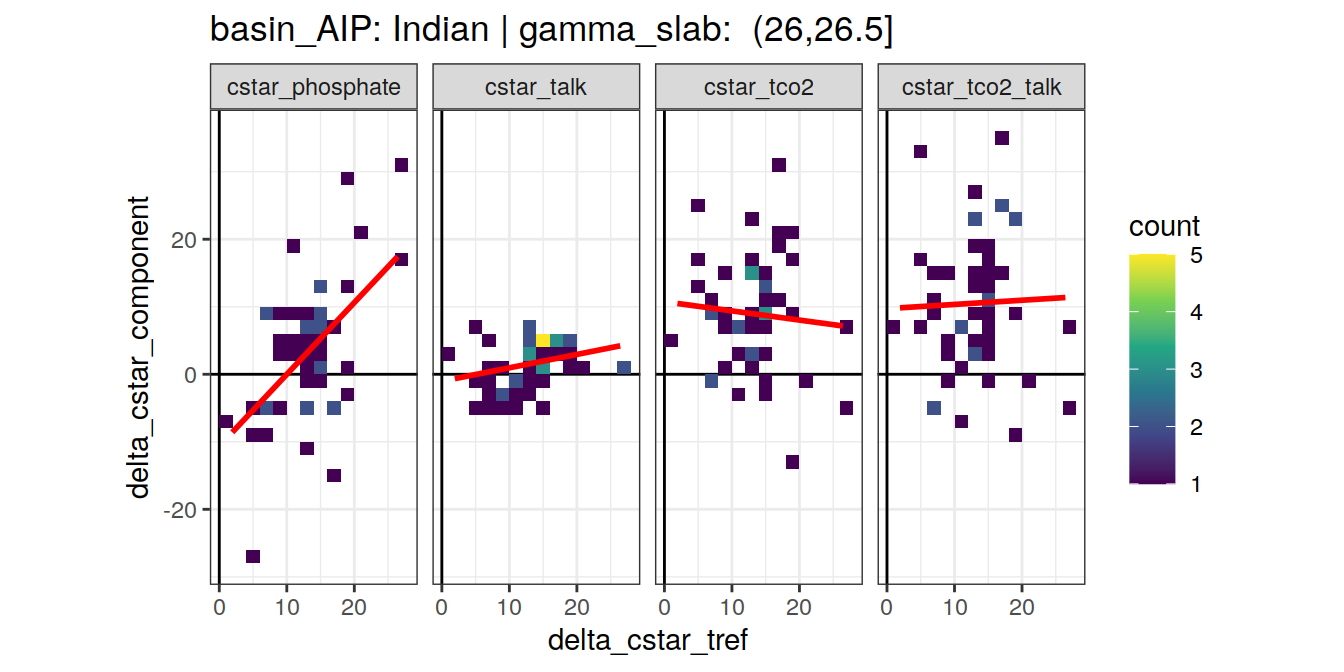 basin_AIP: Indian | gamma_slab:  (26,26.5]
cstar_phosphate
cstar_talk
cstar_tco2
cstar_tco2_talk
delta_cstar_component
20
0
-20
0 10 20
0 10 20
0 10 20
0 10 20
delta_cstar_tref
count
5
4
3
2
1